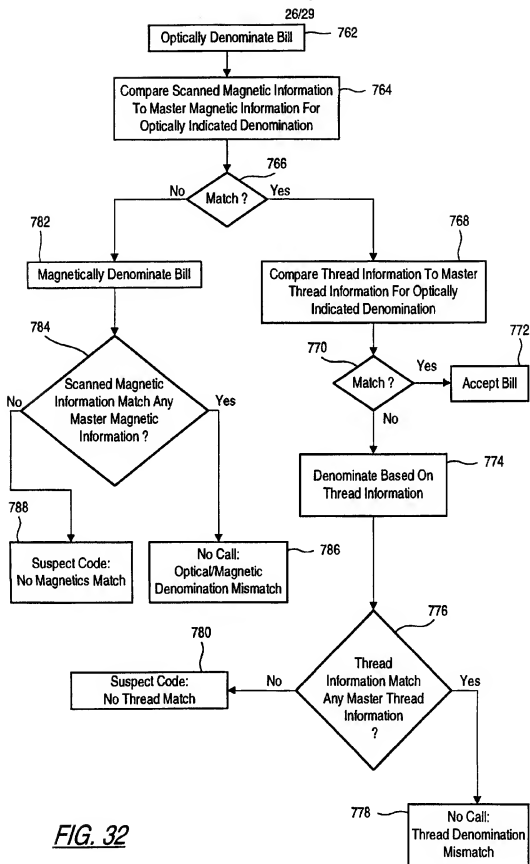 26/29
Optically Denominate Bill
762
Compare Scanned Magnetic Information
To Master Magnetic Information For
Optically Indicated Denomination
764
766
No
Match ?
Yes
782
Magnetically Denominate Bill
768
Compare Thread Information To Master
Thread Information For Optically
Indicated Denomination
784
Scanned Magnetic
Information Match Any
Master Magnetic
Information ?
No
Yes
770
Match ?
Yes
772
Accept Bill
No
774
Denominate Based On
Thread Information
788
Suspect Code:
No Magnetics Match
No Call:
Optical/Magnetic
Denomination Mismatch
786
776
Thread
Information Match
Any Master Thread
Information
?
No
Yes
780
Suspect Code:
No Thread Match
778
No Call:
Thread Denomination
Mismatch
FIG. 32